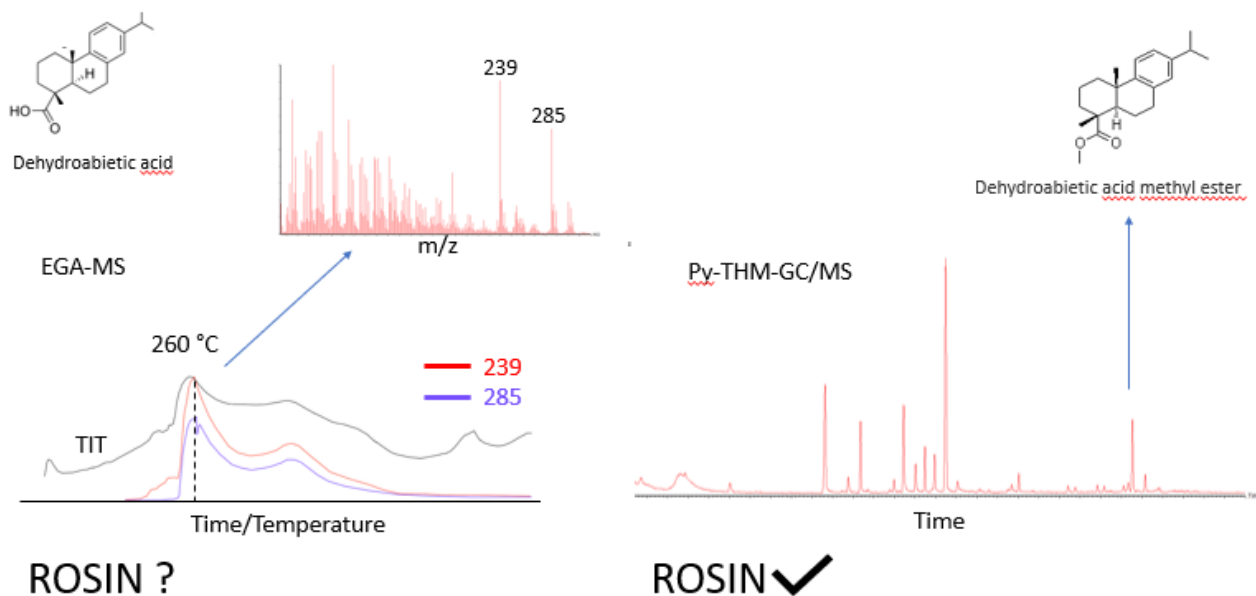 H
HO
O
Dehydroabietic acid
239
285
m/z
EGA-MS
260 °C
239
285
TIT
Time/Temperature
ROSIN ?
H
O
O
Dehydroabietic acid methyl ester
Py-THM-GC/MS
Time
ROSIN